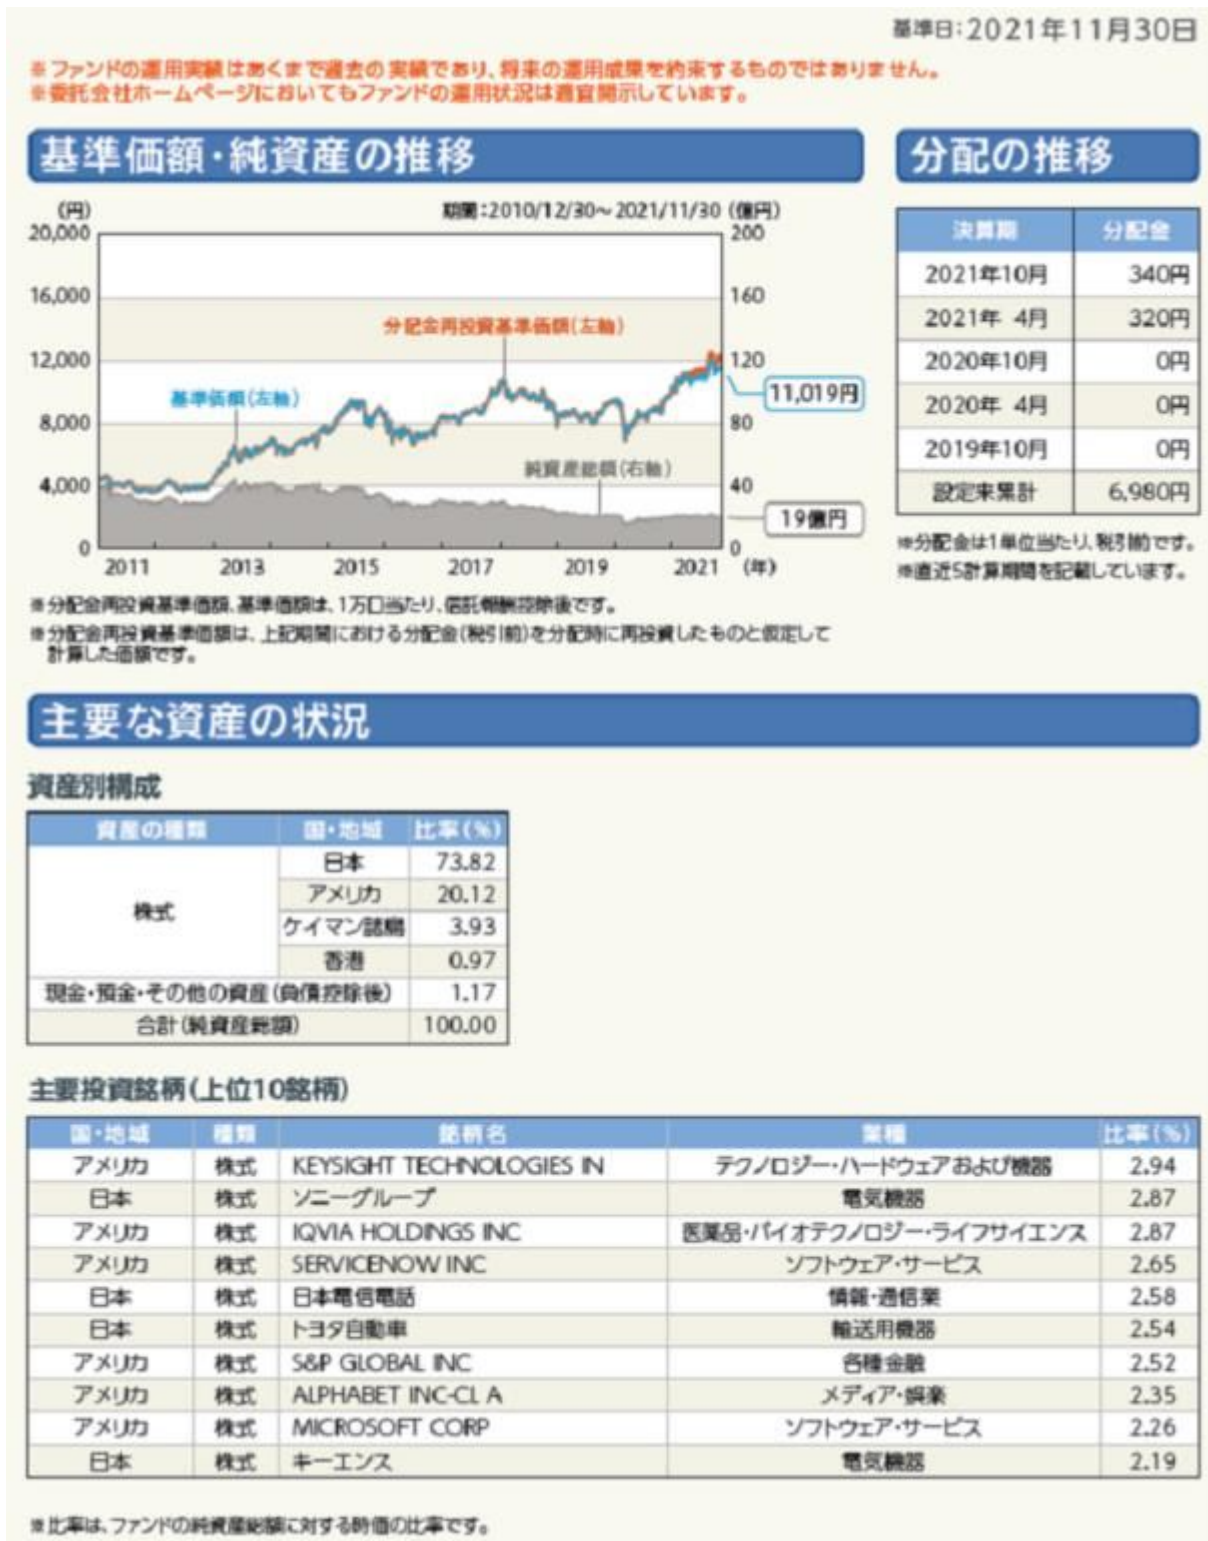 基準日:2021年11月30日
※ファンドの運用実績はあくまで過去の実績であり、将来の運用成果を約束するものではありません。
※委託会社ホームページにおいてもファンドの運用状況は適宜開示しています。
基準価額・純資産の推移
(円)
期間:2010/12/30~2021/11/30 (億円)
20,000
200
16,000
160
分配金再投資基準価額(左軸)
12,000
120
基準価額(左軸)
11,019円
8,000
80
純資産総額(右軸)
4,000
40
19億円
0
0
2011 2013 2015 2017 2019 2021 (年)
※分配金再投資基準価額、基準価額は、1万口当たり、信託報酬控除後です。
※分配金再投資基準価額は、上記期間における分配金(税引前)を分配時に再投資したものと仮定して
計算した価額です。
分配の推移
決算期 分配金
2021年10月 340円
2021年 4月 320円
2020年10月 0円
2020年 4月 0円
2019年10月 0円
設定来累計 6,980円
※分配金は1単位当たり、税引前です。
※直近5計算期間を記載しています。
主要な資産の状況
資産別構成
資産の種類 国・地域 比率(%)
株式
日本 73.82
アメリカ 20.12
ケイマン諸島 3.93
香港 0.97
現金・預金・その他の資産(負債控除後) 1.17
合計(純資産総額) 100.00
主要投資銘柄(上位10銘柄)
国・地域 種類 銘柄名 業種 比率(%)
アメリカ 株式 KEYSIGHT TECHNOLOGIES IN テクノロジー・ハードウェアおよび機器 2.94
日本 株式 ソニーグループ 電気機器 2.87
アメリカ 株式 IQVIA HOLDINGS INC 医薬品・バイオテクノロジー・ライフサイエンス 2.87
アメリカ 株式 SERVICENOW INC ソフトウェア・サービス 2.65
日本 株式 日本電信電話 情報・通信業 2.58
日本 株式 トヨタ自動車 輸送用機器 2.54
アメリカ 株式 S&P GLOBAL INC 各種金融 2.52
アメリカ 株式 ALPHABET INC-CL A メディア・娯楽 2.35
アメリカ 株式 MICROSOFT CORP ソフトウェア・サービス 2.26
日本 株式 キーエンス 電気機器 2.19
※比率は、ファンドの純資産総額に対する時価の比率です。